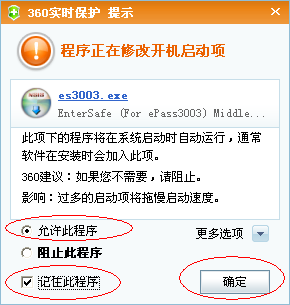 360实时保护 提示
程序正在修改开机启动项
es3003.exe
EnterSafe (For ePass3003) Middle...
此项下的程序将在系统启动时自动运行，通常
软件在安装时会加入此项。
360建议：如果您不需要，请阻止。
影响：过多的启动项将拖慢启动速度。
允许此程序
更多选项
阻止此程序
记住此程序
确定